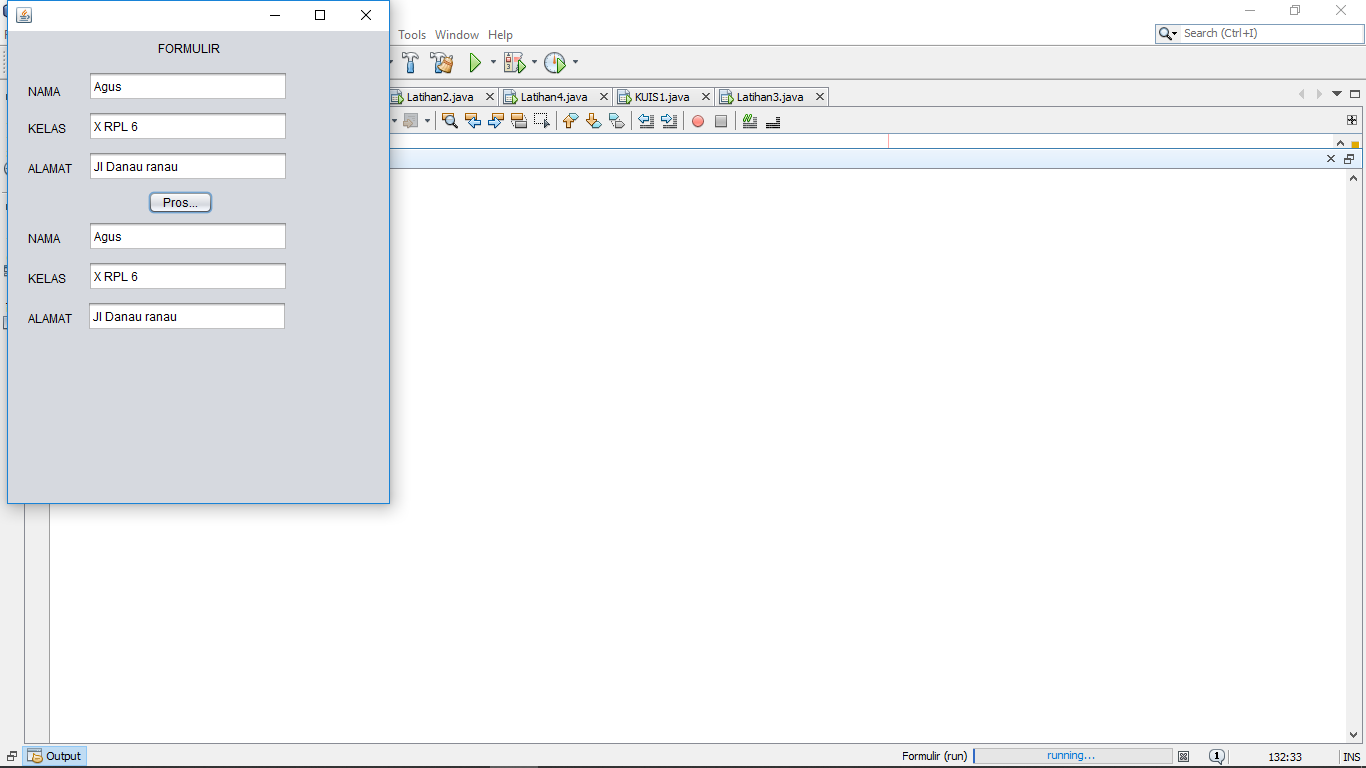 Tools Window Help
Search (Ctrl+I)
FORMULIR
Latihan2.java
Latihan4.java
KUIS1.java
Latihan3.java
NAMA Agus
KELAS X RPL 6
ALAMAT Jl Danau ranau
Pros...
NAMA Agus
KELAS X RPL 6
ALAMAT Jl Danau ranau
Output
Formulir (run)
running...
1
132:33
INS